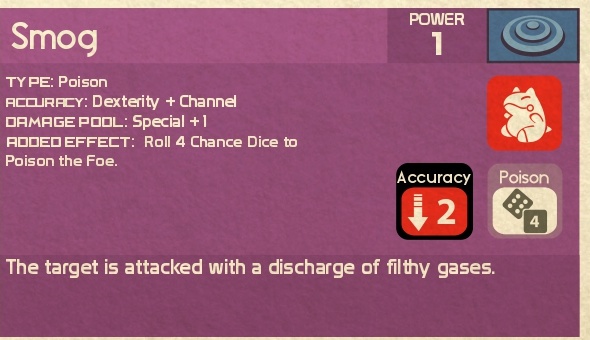 Smog
POWER
1
TYPE: Poison
ACCURACY: Dexterity + Channel
DAMAGE POOL: Special +1
ADDED EFFECT: Roll 4 Chance Dice to
Poison the Foe.
Accuracy
2
Poison
4
The target is attacked with a discharge of filthy gases.